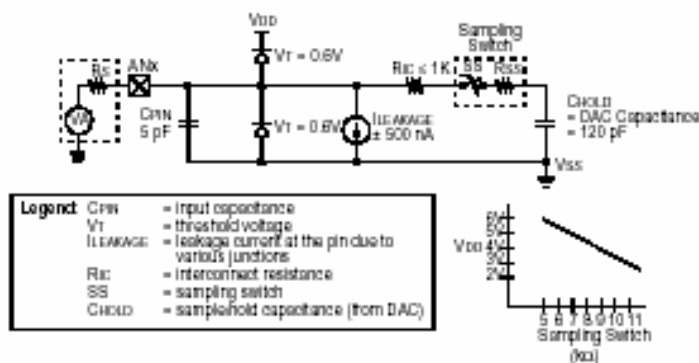 VDD
Sampling
Switch
RS ANx VT = 0.6V RIC ≤ 1K SS RSS
VA
CPIN
5 pF
VT = 0.6V
ILEAKAGE
± 500 nA
CHOLD
= DAC Capacitance
= 120 pF
VSS
Legend CPIN = input capacitance
VT = threshold voltage
ILEAKAGE = leakage current at the pin due to
various junctions
RIC = interconnect resistance
SS = sampling switch
CHOLD = sample/hold capacitance (from DAC)
6V
5V
VDD 4V
3V
2V
5 6 7 8 9 10 11
Sampling Switch
(kΩ)